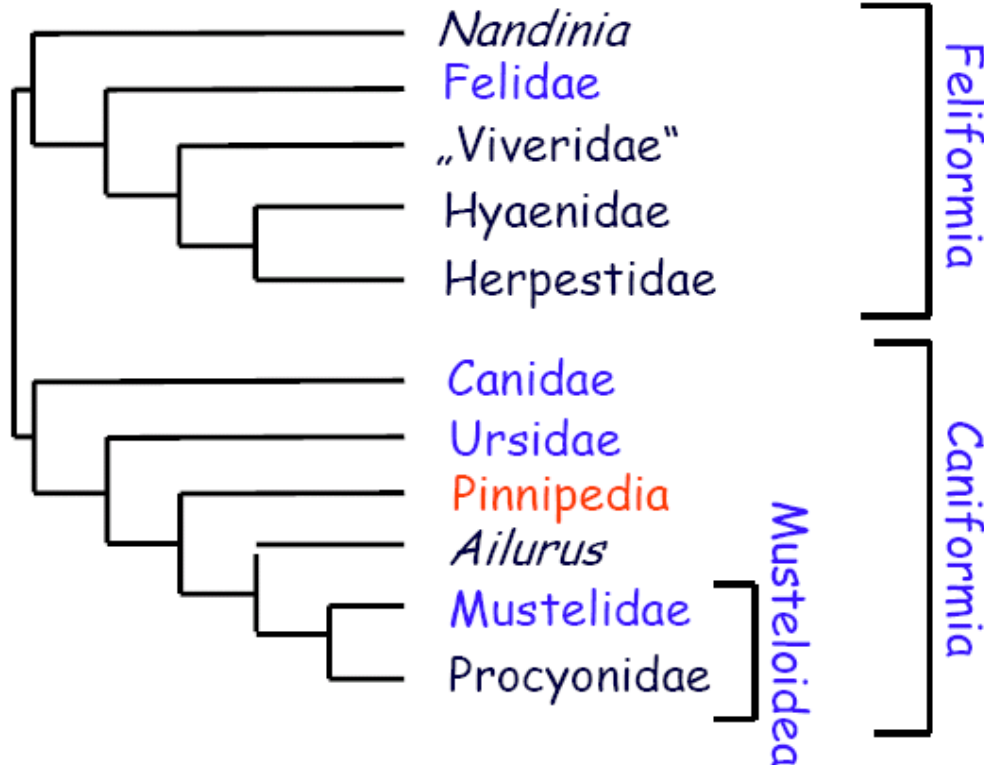 Nandinia
Felidae
„Viveridae“
Hyaenidae
Herpestidae
Feliformia
Canidae
Ursidae
Pinnipedia
Ailurus
Mustelidae
Procyonidae
Musteloidea
Caniformia